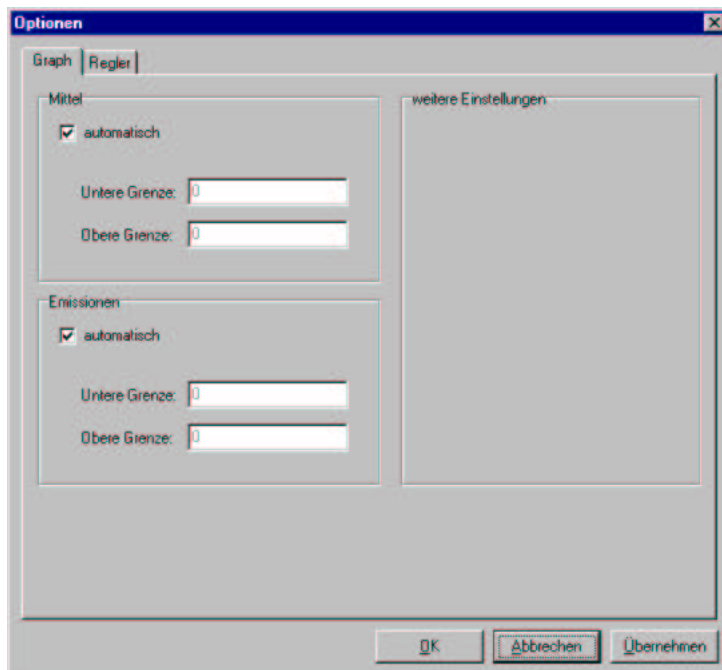 Optionen
Graph Regler
Mittel
automatisch
Untere Grenze: 0
Obere Grenze: 0
Emissionen
automatisch
Untere Grenze: 0
Obere Grenze: 0
weitere Einstellungen
OK Abbrechen Übernehmen